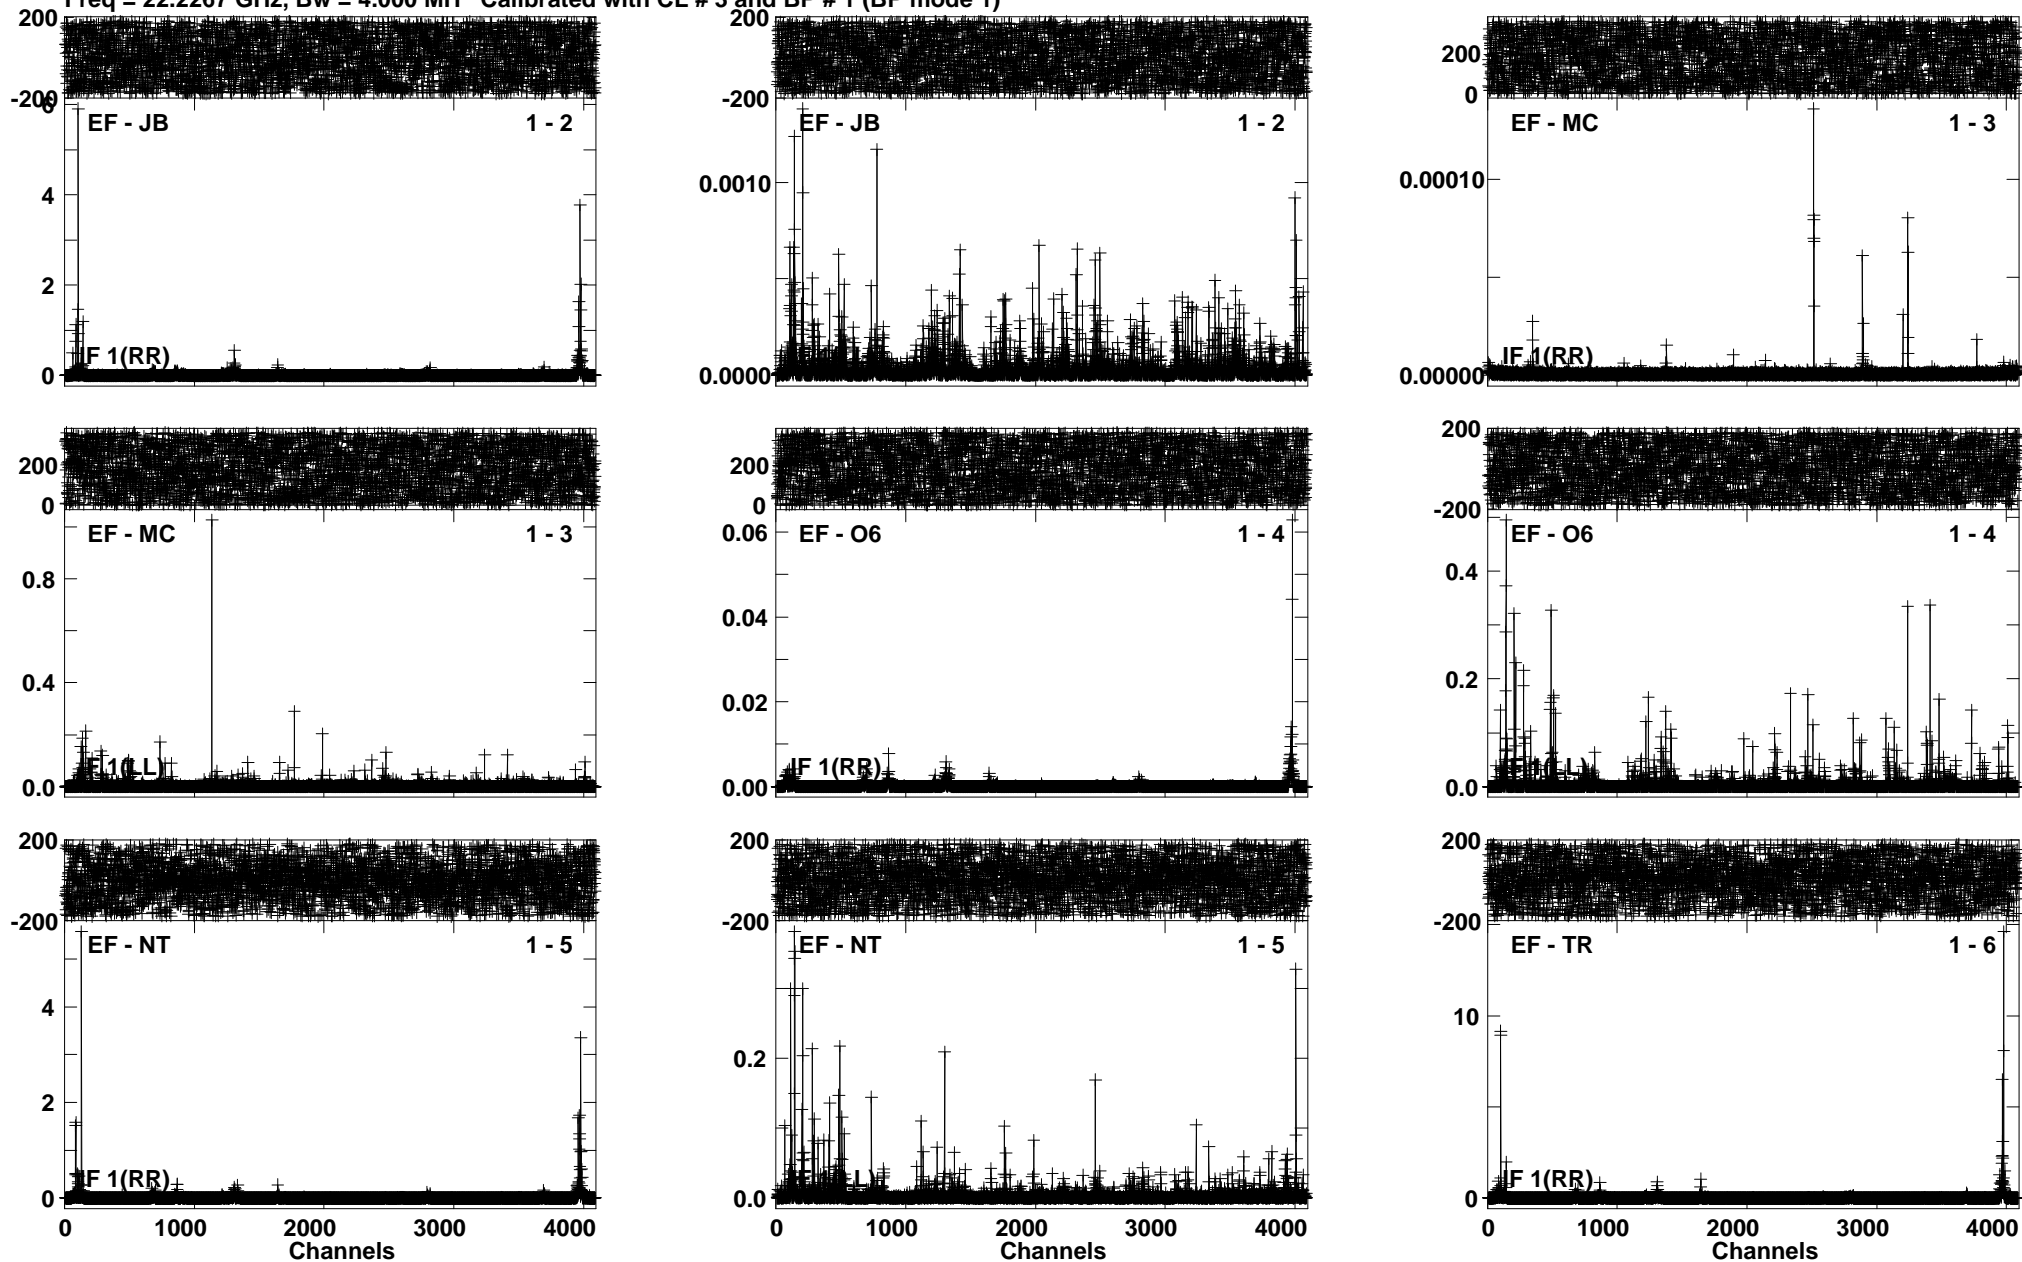 Freq = 22.2267 GHz, Bw = 4.000 MH Calibrated with CL # 3 and BP # 1 (BP mode 1)
200 200
-200 -200 200 0
6 4 2 0
EF - JB 1 - 2
IF 1(RR)
0.0010 0.0000
EF - JB 1 - 2
0.00010 0.00000
EF - MC 1 - 3
IF 1(RR)
200 0 200 0 200 -200
0.8 0.4 0.0
EF - MC 1 - 3
IF 1(LL)
0.06 0.04 0.02 0.00
EF - O6 1 - 4
IF 1(RR)
0.4 0.2 0.0
EF - O6 1 - 4
200 -200 200 -200 200 -200
4 2 0
EF - NT 1 - 5
IF 1(RR)
0.2 0.0
EF - NT 1 - 5
10 0
EF - TR 1 - 6
IF 1(RR)
0 1000 2000 3000 4000
Channels
0 1000 2000 3000 4000
0 1000 2000 3000 4000
Channels